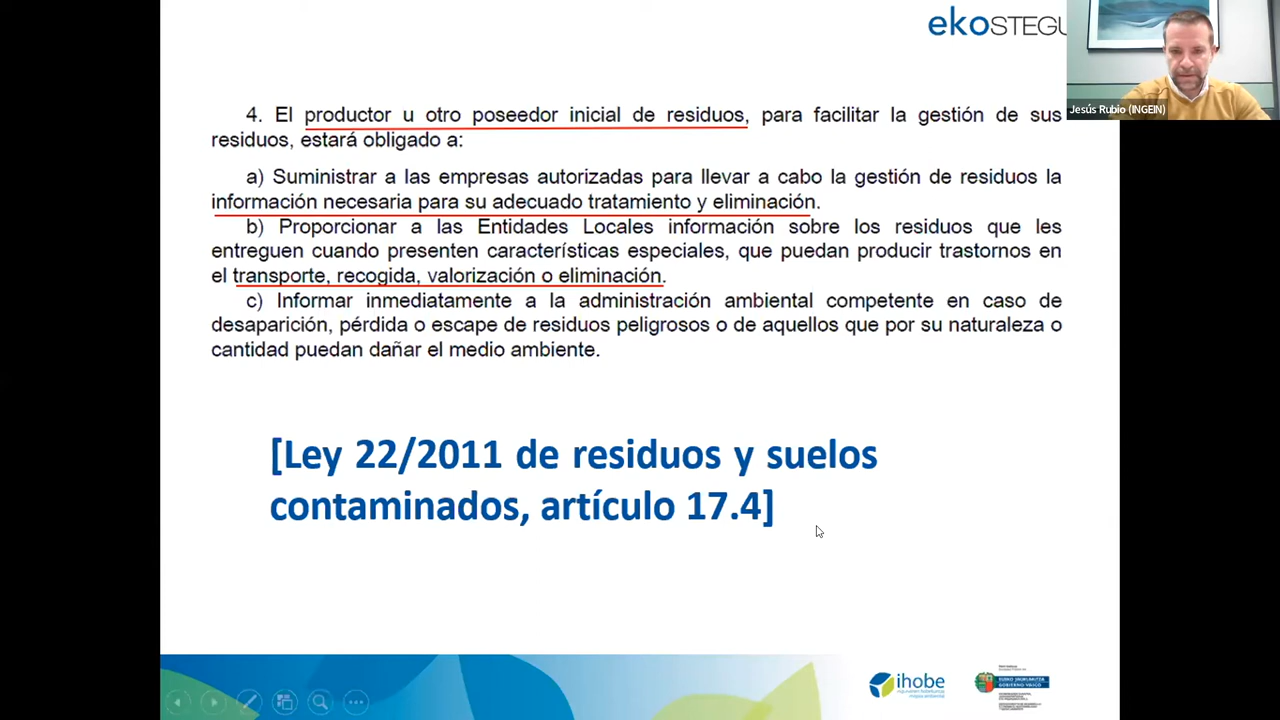 ekoSTEGU
Jesús Rubio (INGEIN)
4. El productor u otro poseedor inicial de residuos, para facilitar la gestión de sus
residuos, estará obligado a:
a) Suministrar a las empresas autorizadas para llevar a cabo la gestión de residuos la
información necesaria para su adecuado tratamiento y eliminación.
b) Proporcionar a las Entidades Locales información sobre los residuos que les
entreguen cuando presenten características especiales, que puedan producir trastornos en
el transporte, recogida, valorización o eliminación.
c) Informar inmediatamente a la administración ambiental competente en caso de
desaparición, pérdida o escape de residuos peligrosos o de aquellos que por su naturaleza o
cantidad puedan dañar el medio ambiente.
[Ley 22/2011 de residuos y suelos
contaminados, artículo 17.4]
ihobe
EUSKO JAURLARITZA
GOBIERNO VASCO